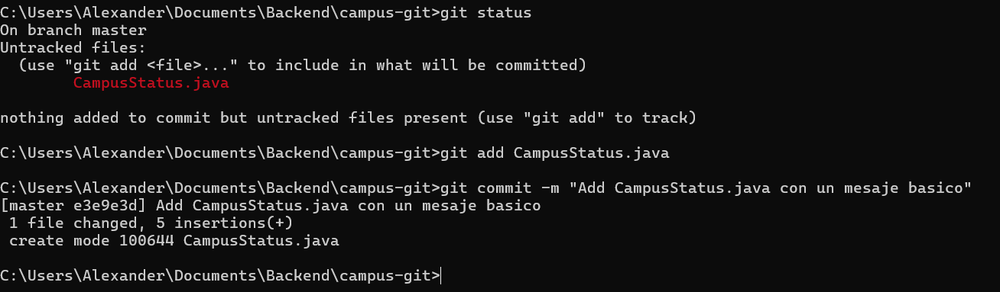 C:\Users\Alexander\Documents\Backend\campus-git>git status
On branch master
Untracked files:
  (use "git add <file>..." to include in what will be committed)
        CampusStatus.java

nothing added to commit but untracked files present (use "git add" to track)

C:\Users\Alexander\Documents\Backend\campus-git>git add CampusStatus.java

C:\Users\Alexander\Documents\Backend\campus-git>git commit -m "Add CampusStatus.java con un mesaje basico"
[master e3e9e3d] Add CampusStatus.java con un mesaje basico
 1 file changed, 5 insertions(+)
 create mode 100644 CampusStatus.java

C:\Users\Alexander\Documents\Backend\campus-git>